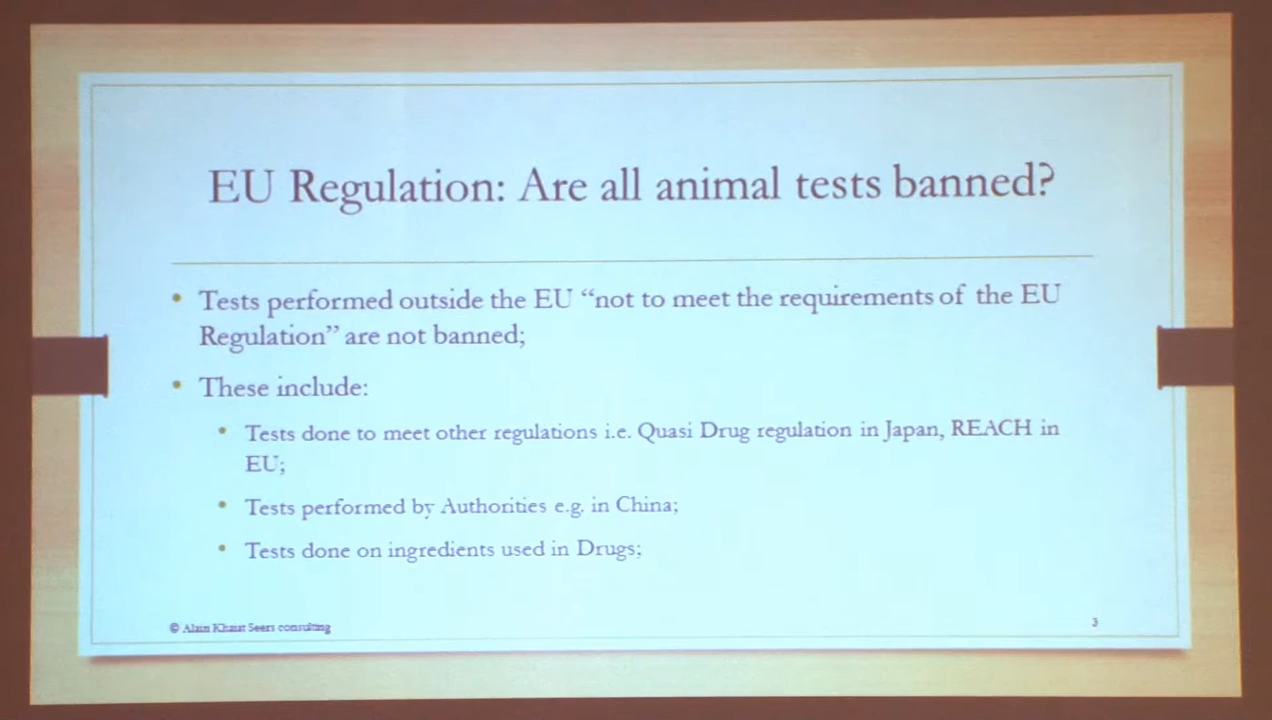 EU Regulation: Are all animal tests banned?
• Tests performed outside the EU “not to meet the requirements of the EU
Regulation” are not banned;
• These include:
• Tests done to meet other regulations i.e. Quasi Drug regulation in Japan, REACH in
EU;
• Tests performed by Authorities e.g. in China;
• Tests done on ingredients used in Drugs;
© Alain Khaiat Seers consulting
3